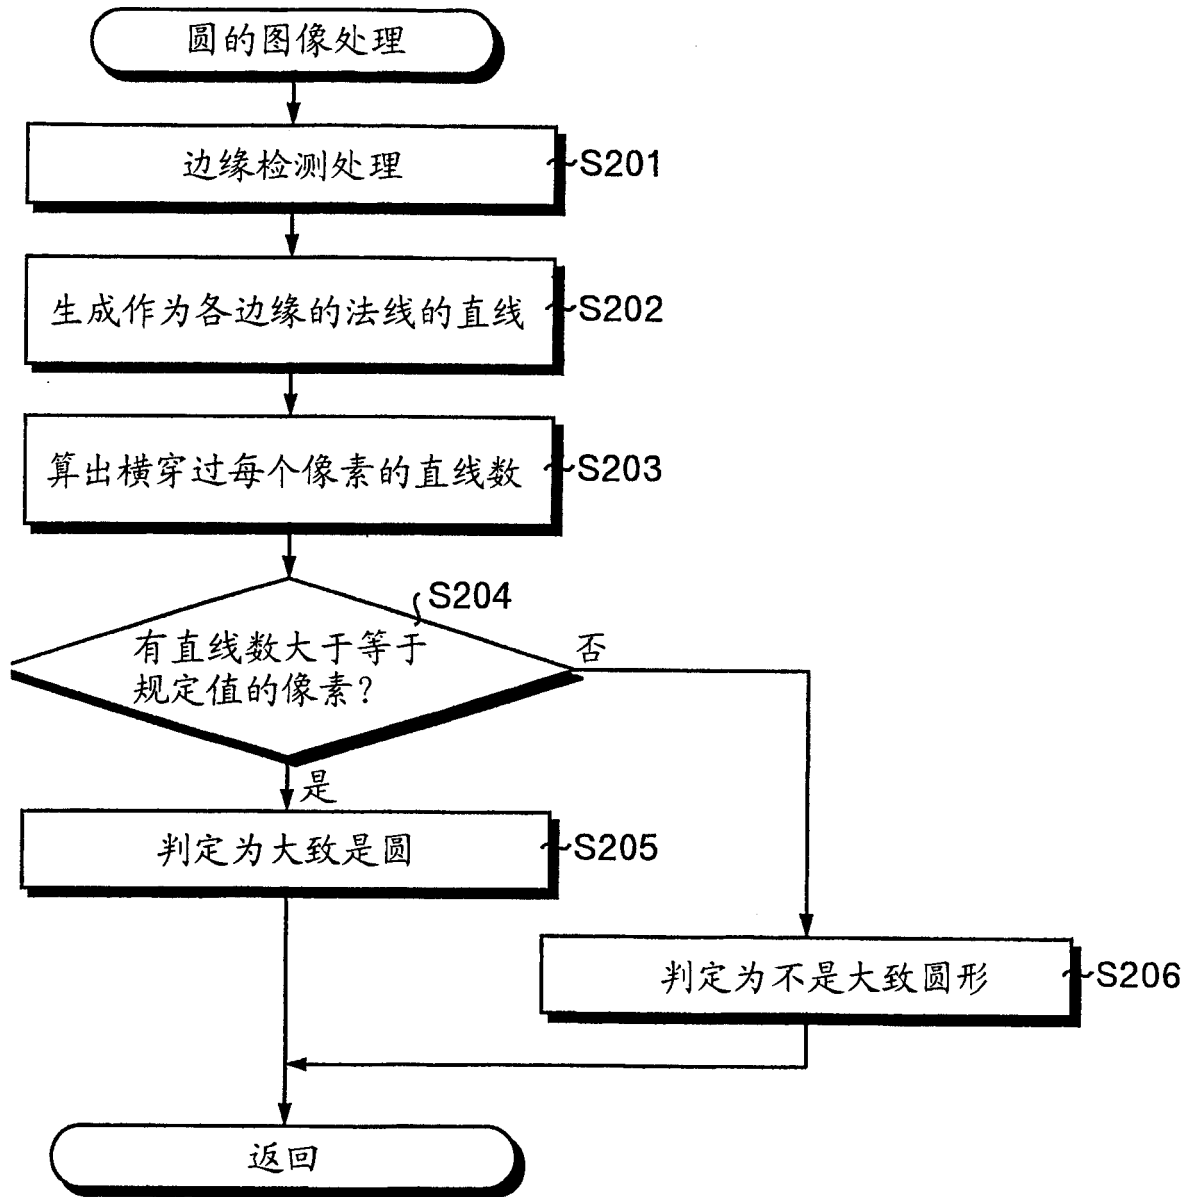 圆的图像处理
边缘检测处理
S201
生成作为各边缘的法线的直线
S202
算出横穿过每个像素的直线数
S203
S204
有直线数大于等于
规定值的像素?
否
是
判定为大致是圆
S205
判定为不是大致圆形
S206
返回